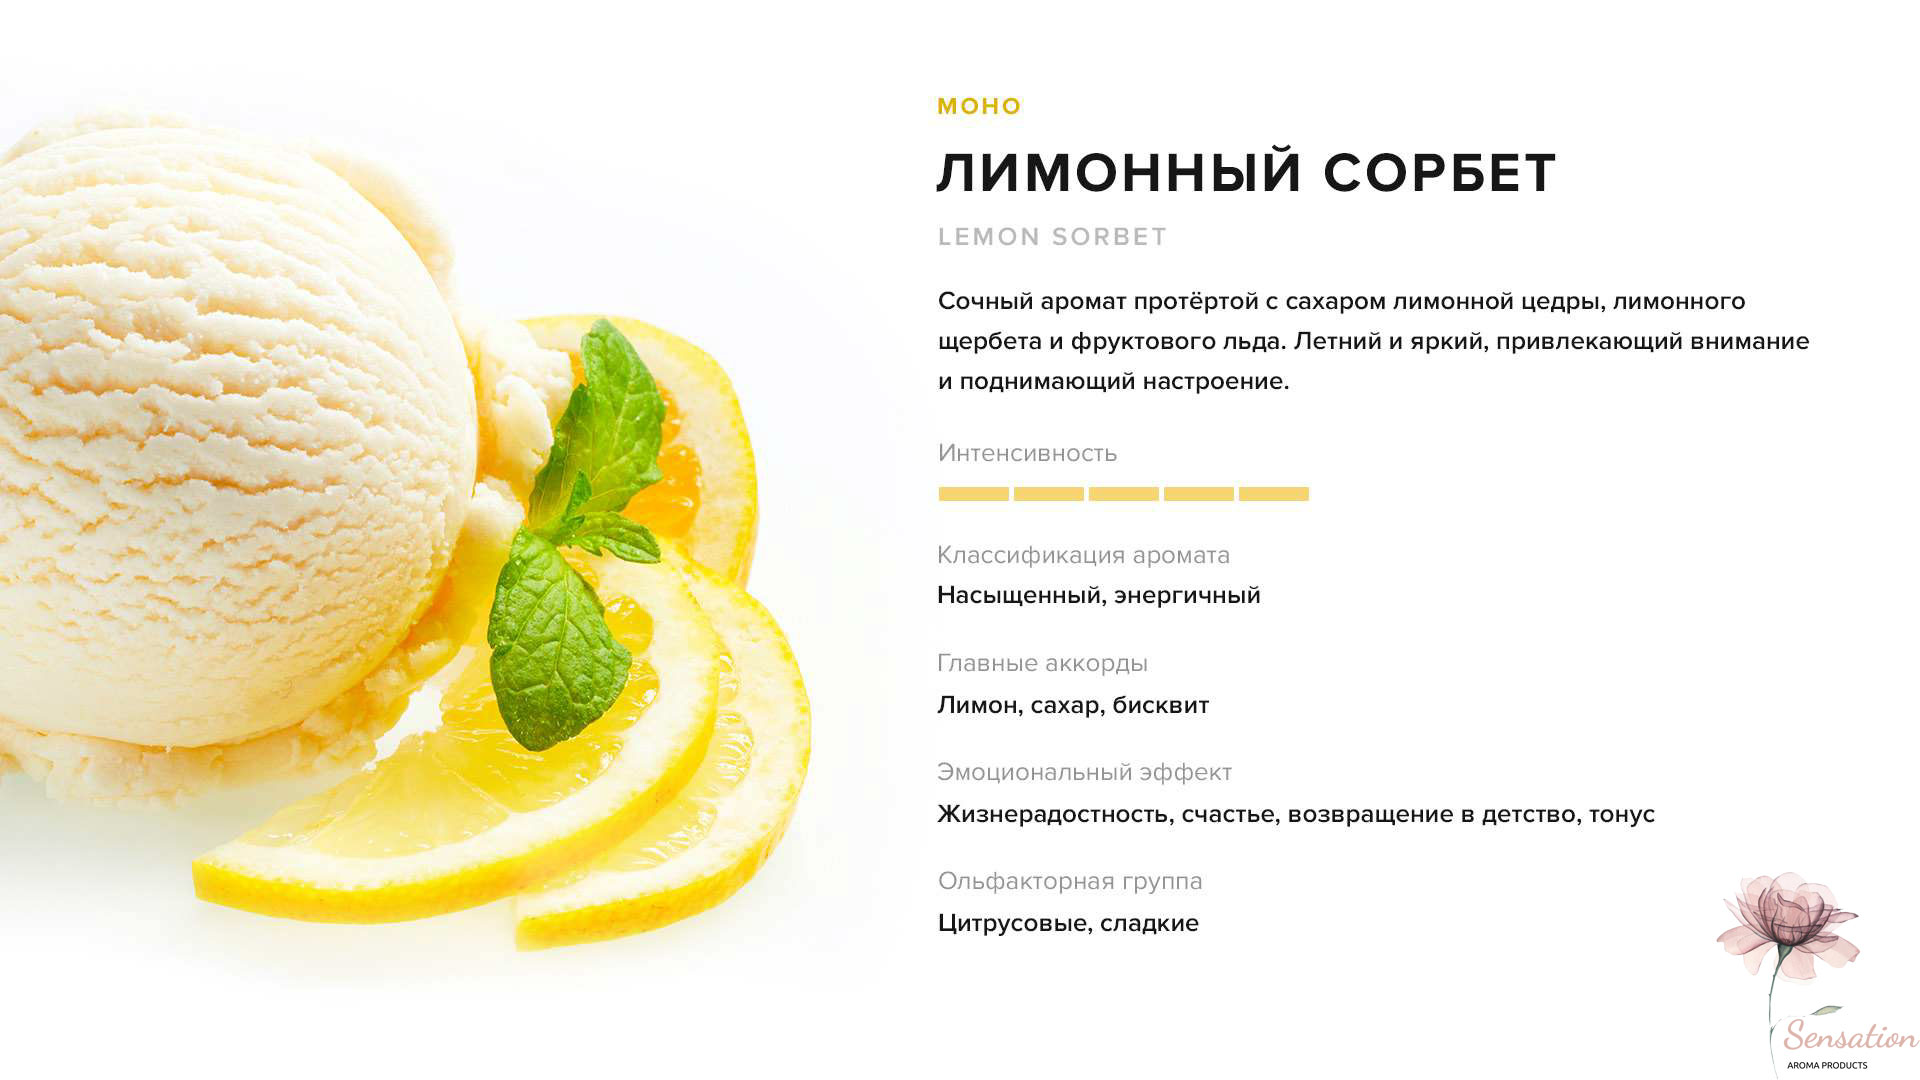 МОНО
ЛИМОННЫЙ СОРБЕТ
LEMON SORBET
Сочный аромат протёртой с сахаром лимонной цедры, лимонного
щербета и фруктового льда. Летний и яркий, привлекающий внимание
и поднимающий настроение.
Интенсивность
Классификация аромата
Насыщенный, энергичный
Главные аккорды
Лимон, сахар, бисквит
Эмоциональный эффект
Жизнерадостность, счастье, возвращение в детство, тонус
Ольфакторная группа
Цитрусовые, сладкие
Sensation
AROMA PRODUCTS